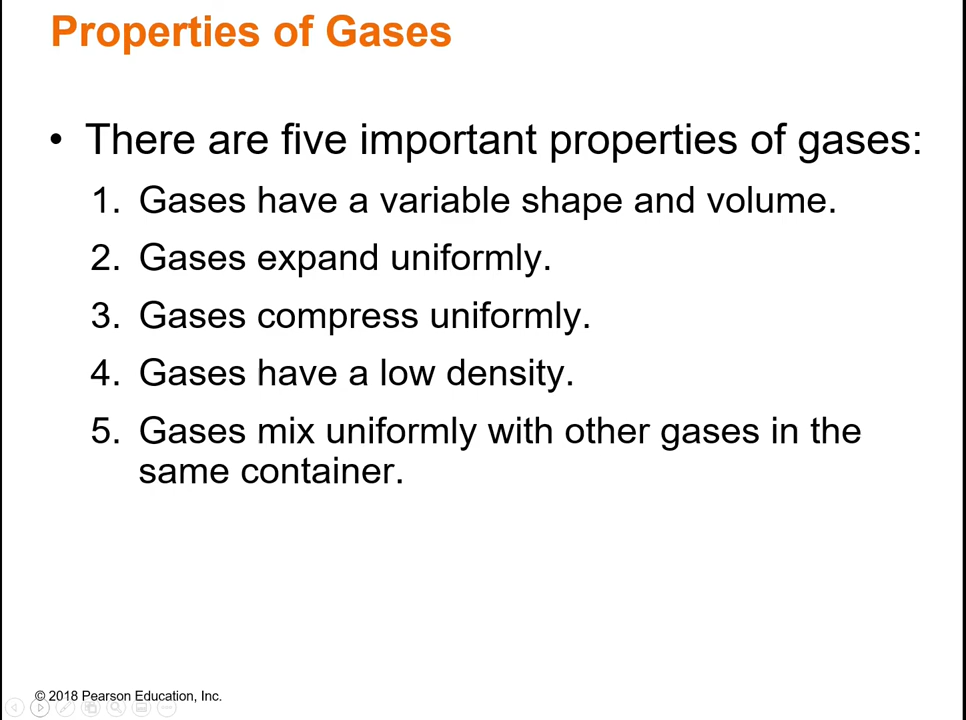 Properties of Gases
• There are five important properties of gases:
1. Gases have a variable shape and volume.
2. Gases expand uniformly.
3. Gases compress uniformly.
4. Gases have a low density.
5. Gases mix uniformly with other gases in the
same container.
© 2018 Pearson Education, Inc.